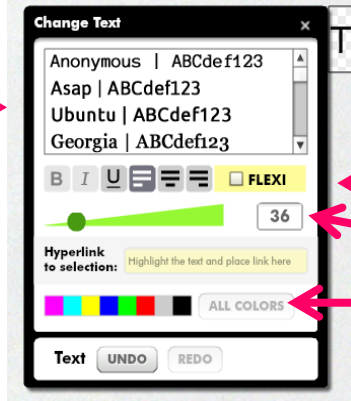 Change Text ×
T
Anonymous | ABCdef123
Asap | ABCdef123
Ubuntu | ABCdef123
Georgia | ABCdef123
B I U FLEXI
36
Hyperlink
to selection: Highlight the text and place link here
ALL COLORS
Text UNDO REDO